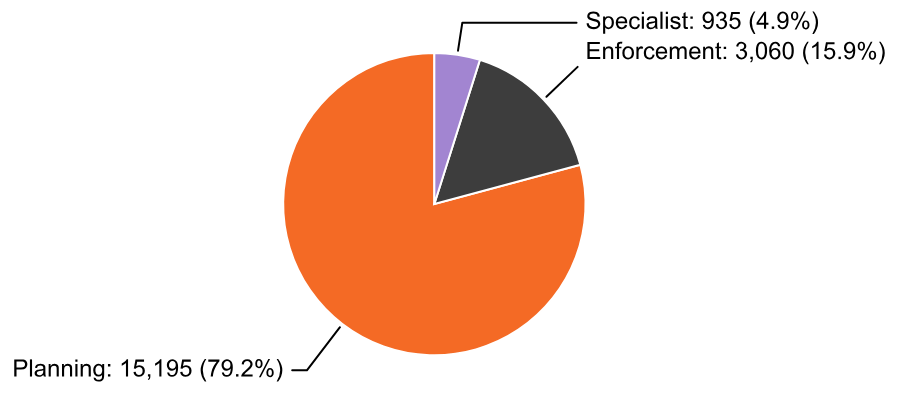 Specialist: 935 (4.9%)
Enforcement: 3,060 (15.9%)
Planning: 15,195 (79.2%)